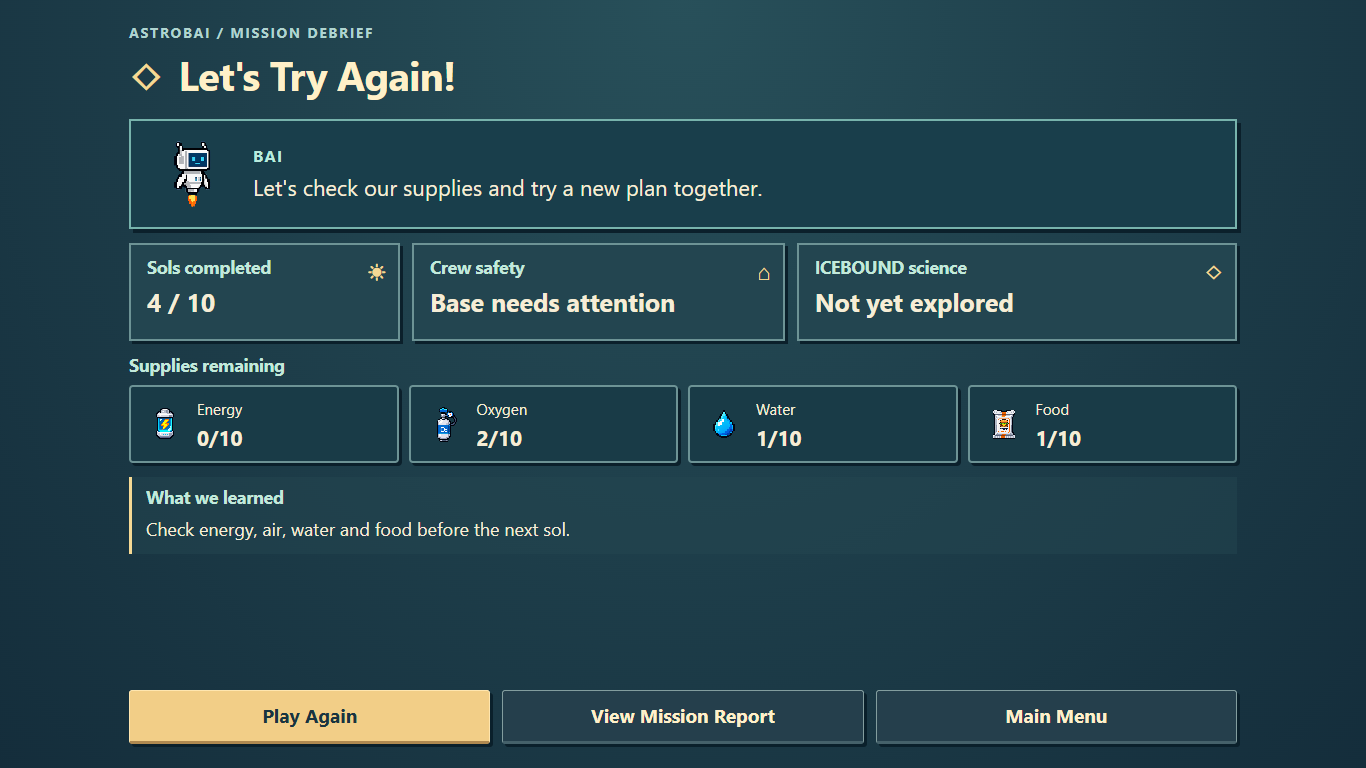 ASTROBAI / MISSION DEBRIEF
Let's Try Again!
BAI
Let's check our supplies and try a new plan together.
Sols completed
4 / 10
Crew safety
Base needs attention
ICEBOUND science
Not yet explored
Supplies remaining
Energy
0/10
Oxygen
2/10
Water
1/10
Food
1/10
What we learned
Check energy, air, water and food before the next sol.
Play Again
View Mission Report
Main Menu